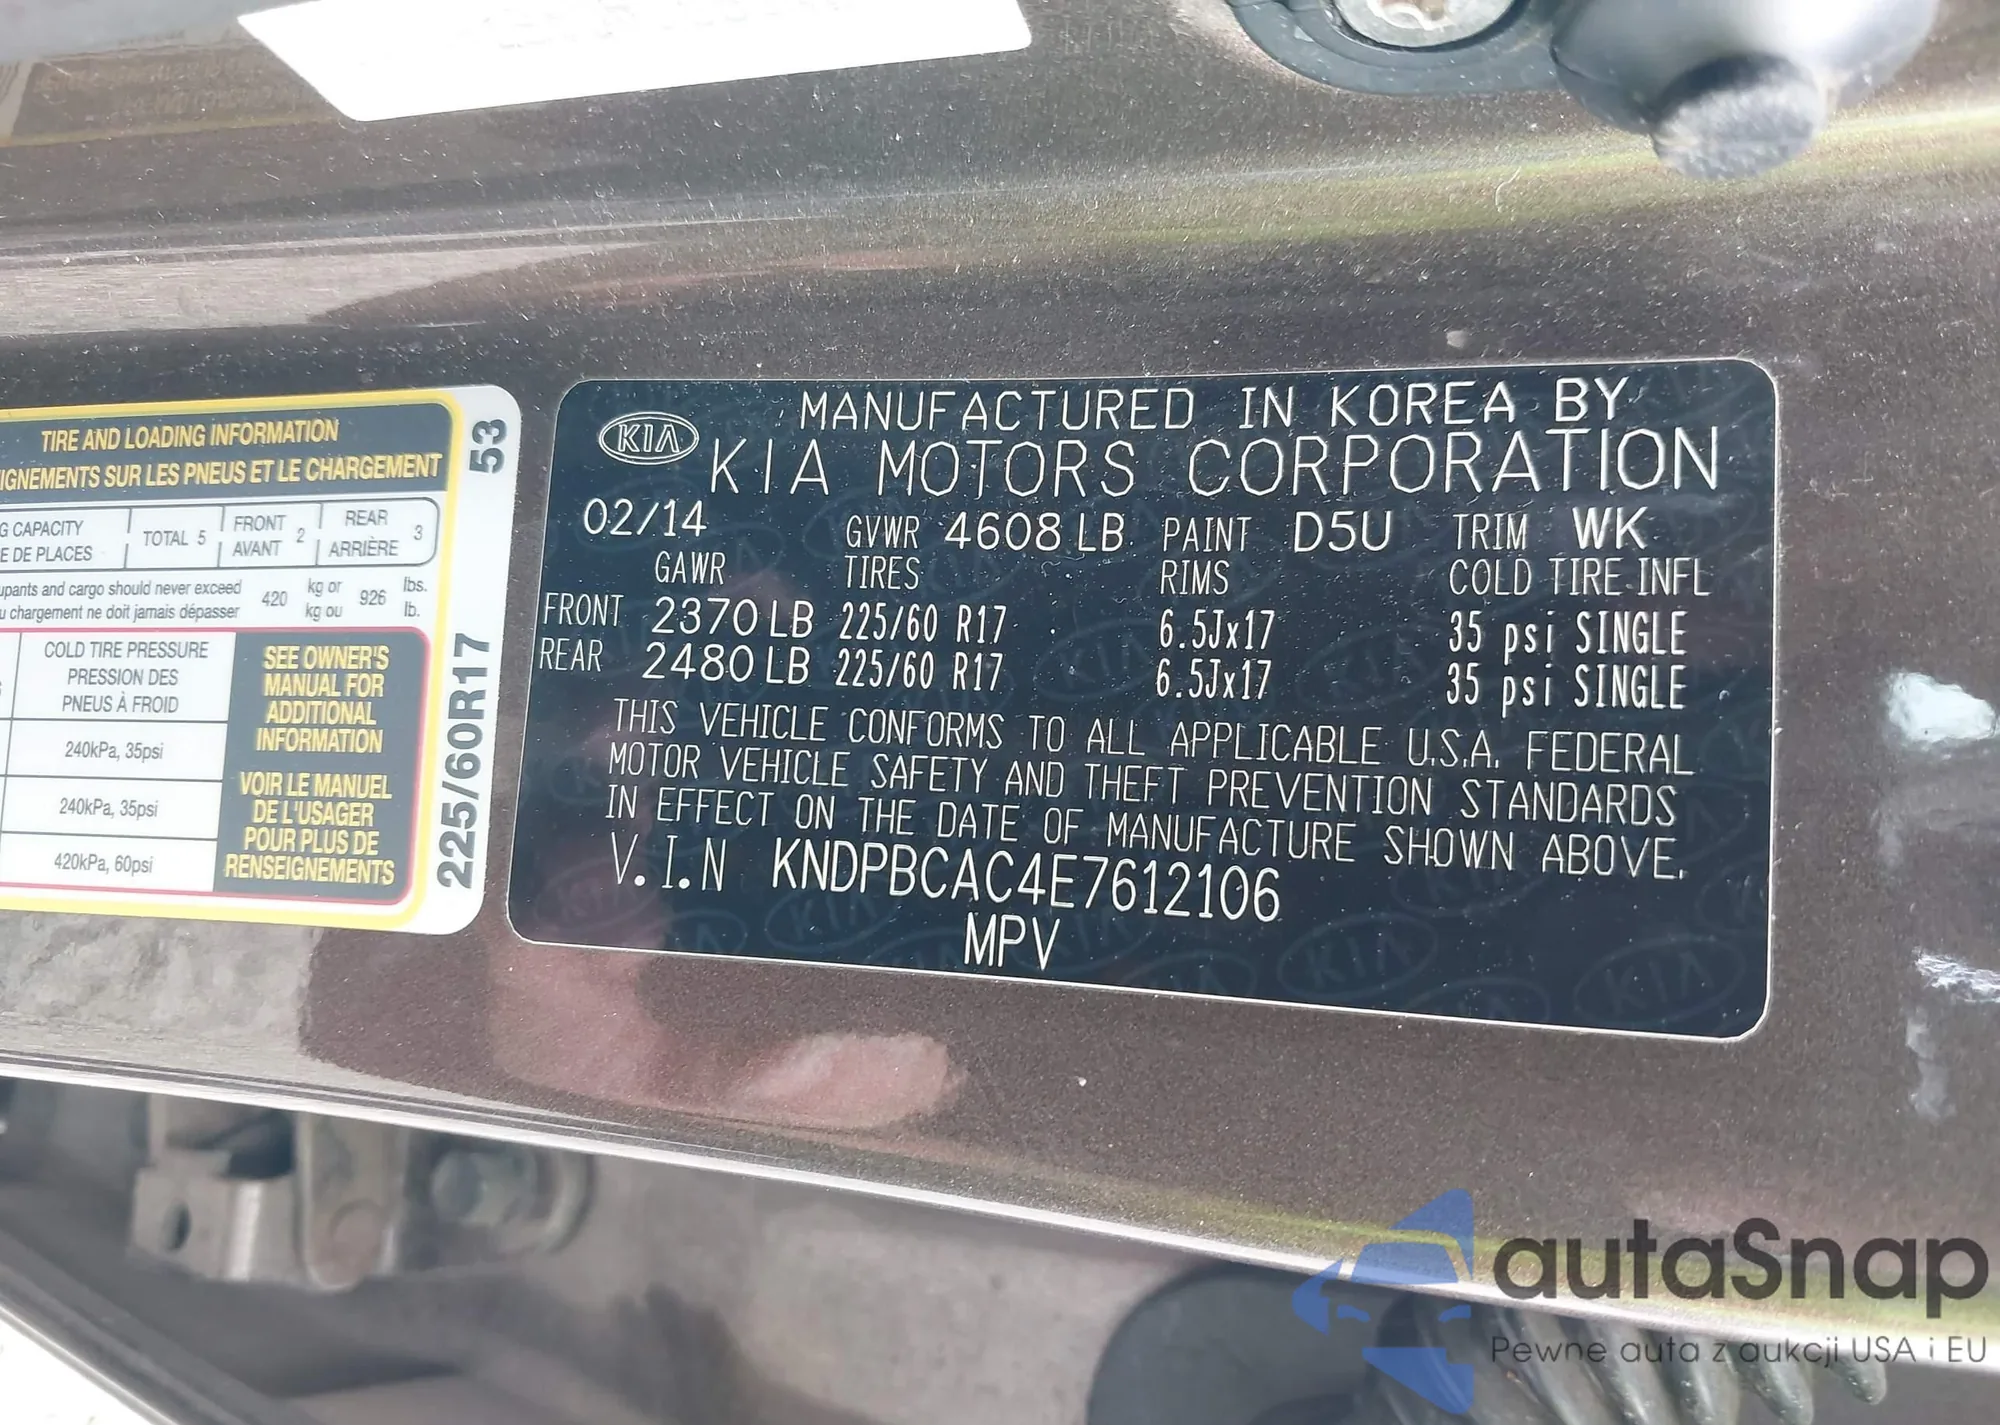 TIRE AND LOADING INFORMATION
IGNEMENTS SUR LES PNEUS ET LE CHARGEMENT
G CAPACITY
E DE PLACES
TOTAL 5
FRONT
AVANT
2
REAR
ARRIÈRE
3
upants and cargo should never exceed
u chargement ne doit jamais dépasser
420
kg or
kg ou
926
lbs.
lb.
COLD TIRE PRESSURE
PRESSION DES
PNEUS À FROID
240kPa, 35psi
240kPa, 35psi
420kPa, 60psi
SEE OWNER'S
MANUAL FOR
ADDITIONAL
INFORMATION
VOIR LE MANUEL
DE L'USAGER
POUR PLUS DE
RENSEIGNEMENTS
53
225/60R17
KIA
MANUFACTURED IN KOREA BY
KIA MOTORS CORPORATION
02/14 GVWR 4608 LB PAINT D5U TRIM WK
GAWR TIRES RIMS COLD TIRE INFL
FRONT 2370 LB 225/60 R17 6.5Jx17 35 psi SINGLE
REAR 2480 LB 225/60 R17 6.5Jx17 35 psi SINGLE
THIS VEHICLE CONFORMS TO ALL APPLICABLE U.S.A. FEDERAL
MOTOR VEHICLE SAFETY AND THEFT PREVENTION STANDARDS
IN EFFECT ON THE DATE OF MANUFACTURE SHOWN ABOVE.
V.I.N KNDPBCAC4E7612106
MPV
autaSnap
Pewne auta z aukcji USA i EU